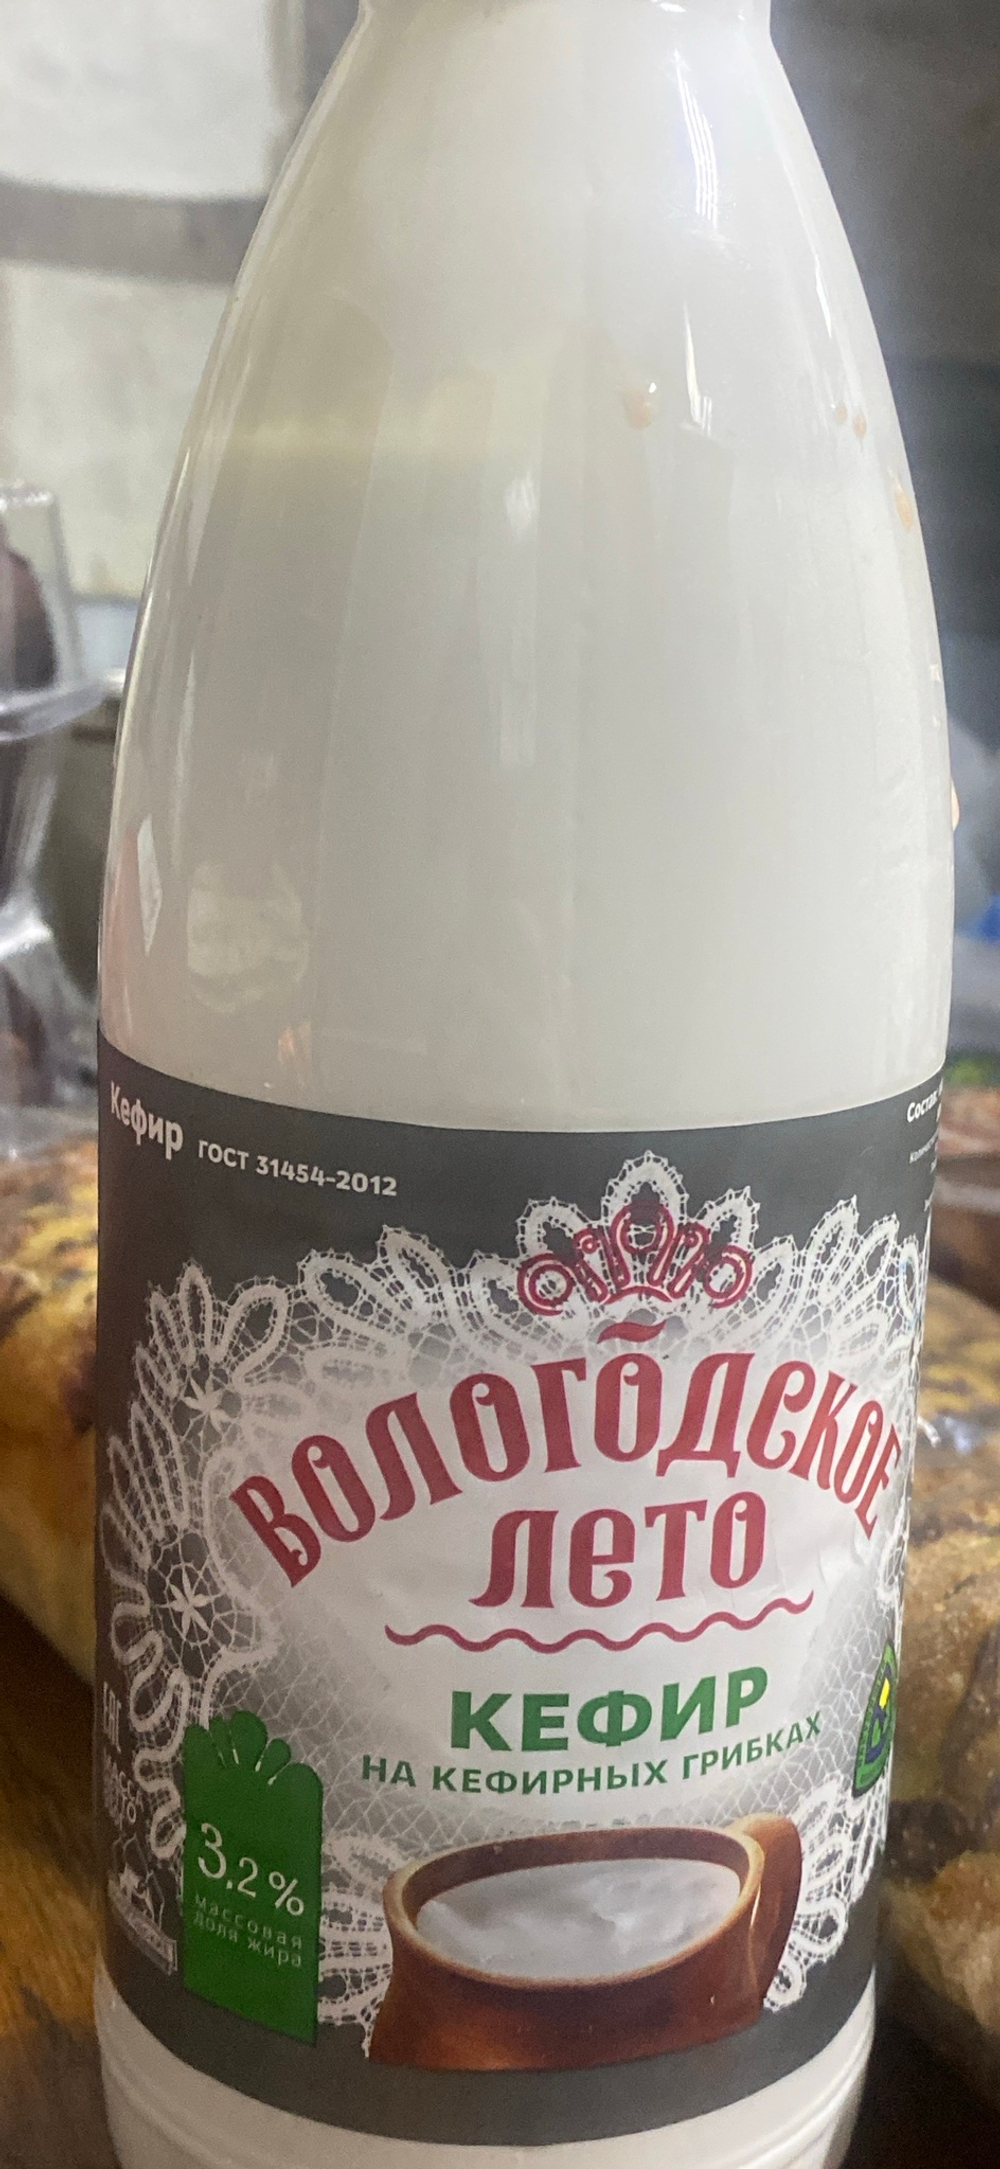 Кефир ГОСТ 31454-2012
Состав
ВОЛОГОДСКОЕ
ЛЕТО
КЕФИР
НА КЕФИРНЫХ ГРИБКАХ
3,2%
массовая
доля жира